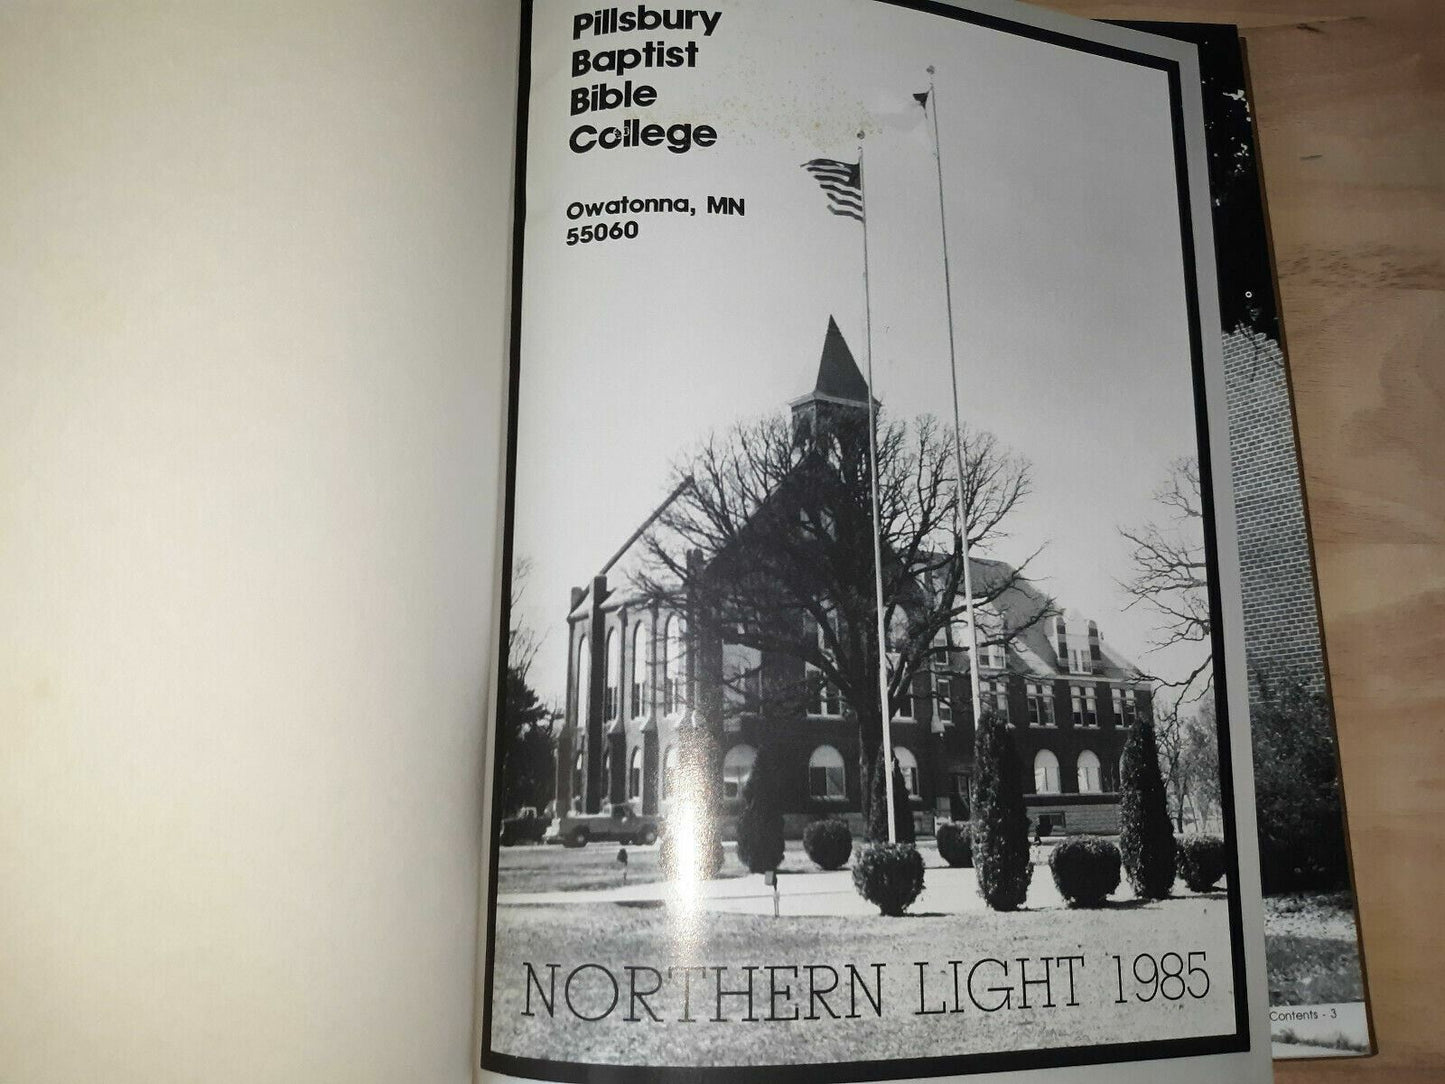 Pillsbury
Baptist
Bible
College
Owatonna, MN
55060
NORTHERN LIGHT 1985
Contents - 3